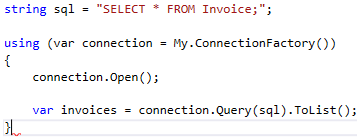 string sql = "SELECT * FROM Invoice;";
using (var connection = My.ConnectionFactory())
{
connection.Open();
var invoices = connection.Query(sql).ToList();
}